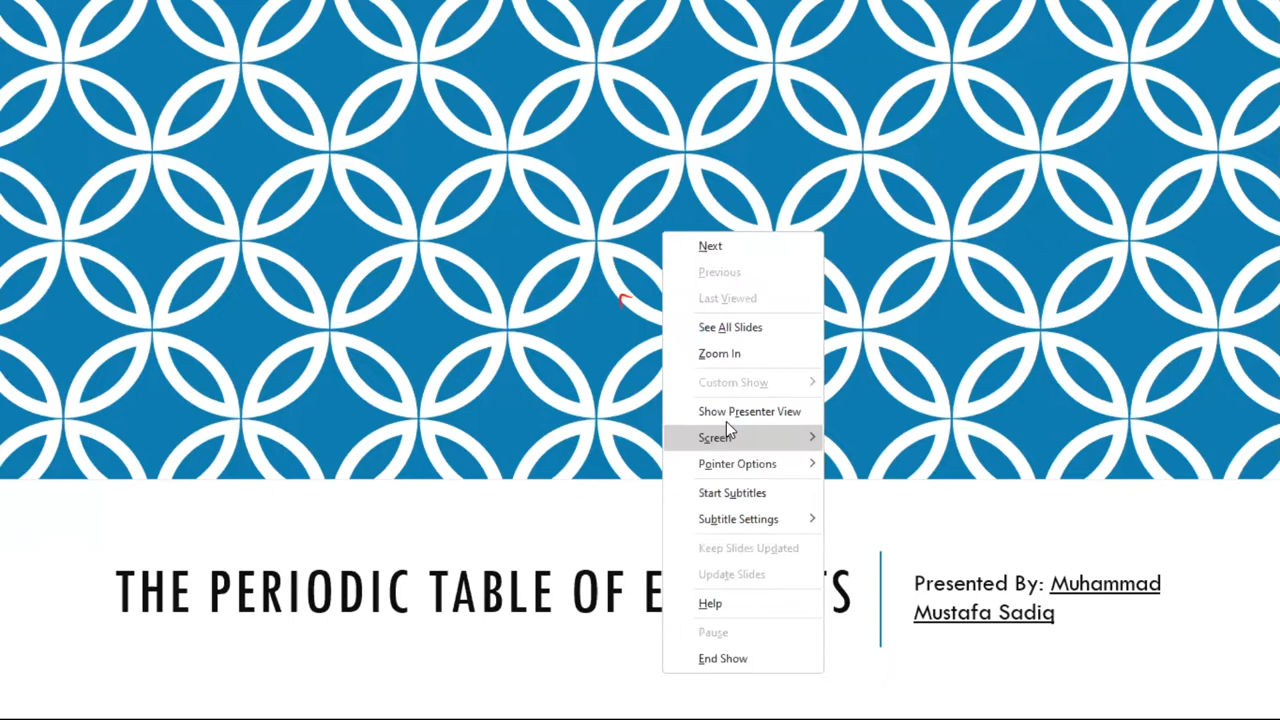 Next
Previous
Last Viewed
See All Slides
Zoom In
Custom Show
Show Presenter View
Screen
Pointer Options
Start Subtitles
Subtitle Settings
Keep Slides Updated
Update Slides
Help
Pause
End Show
THE PERIODIC TABLE OF E TS
Presented By: Muhammad
Mustafa Sadiq